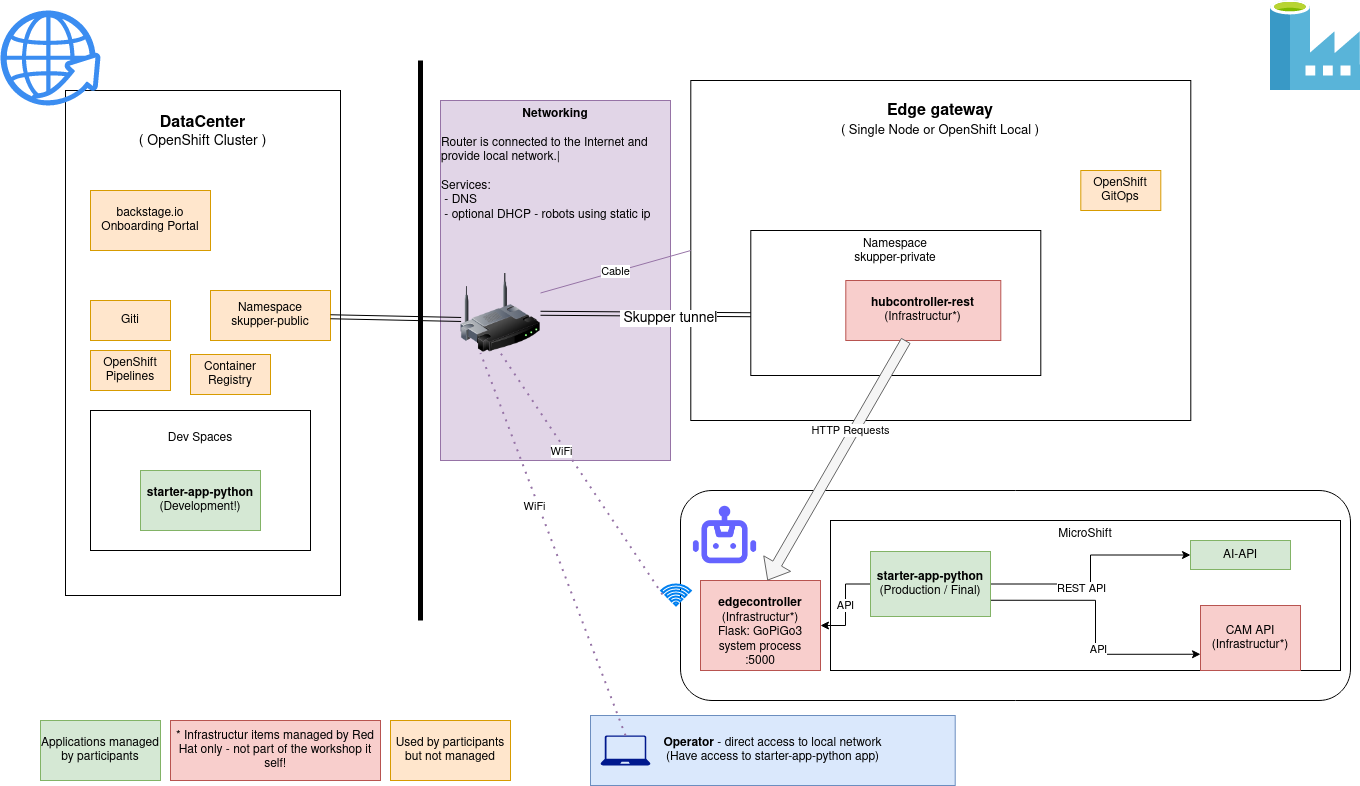 DataCenter
( OpenShift Cluster )
backstage.io
Onboarding Portal
Giti
Namespace
skupper-public
OpenShift
Pipelines
Container
Registry
Dev Spaces
starter-app-python
(Development!)
Networking
Router is connected to the Internet and
provide local network.|
Services:
- DNS
- optional DHCP - robots using static ip
Cable
Skupper tunnel
WiFi
WiFi
Edge gateway
( Single Node or OpenShift Local )
OpenShift
GitOps
Namespace
skupper-private
hubcontroller-rest
(Infrastructur*)
HTTP Requests
MicroShift
edgecontroller
(Infrastructur*)
Flask: GoPiGo3
system process
:5000
API
starter-app-python
(Production / Final)
REST API
API
AI-API
CAM API
(Infrastructur*)
Applications managed
by participants
* Infrastructur items managed by Red
Hat only - not part of the workshop it
self!
Used by participants
but not managed
Operator - direct access to local network
(Have access to starter-app-python app)